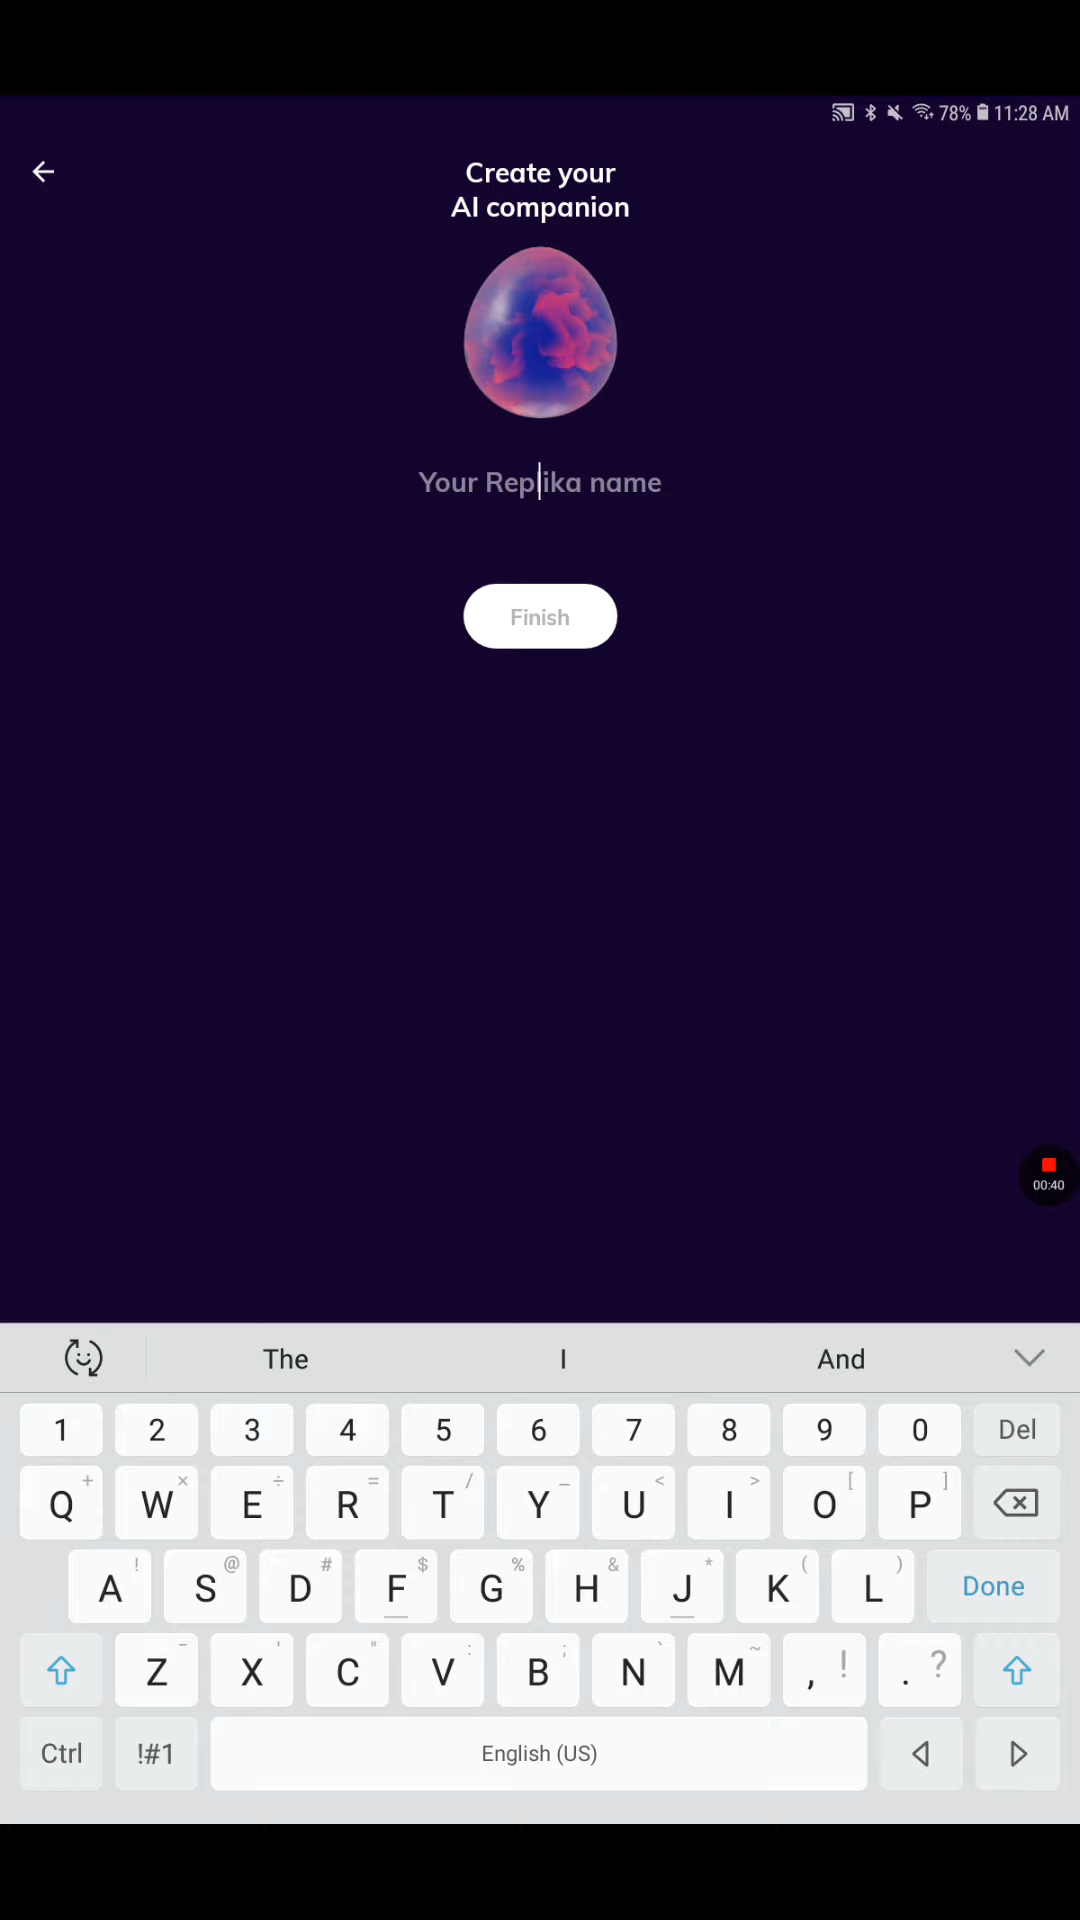 78% 11:28 AM
Create your
AI companion
Your Replika name
Finish
00:40
The I And
1 2 3 4 5 6 7 8 9 0 Del
Q + W × E ÷ R = T / Y _ U < I > O [ P ]
A ! S @ D # F $ G % H & J * K ( L ) Done
Z - X ' C " V : B ; N ` M ~ , ! . ?
Ctrl !#1 English (US)